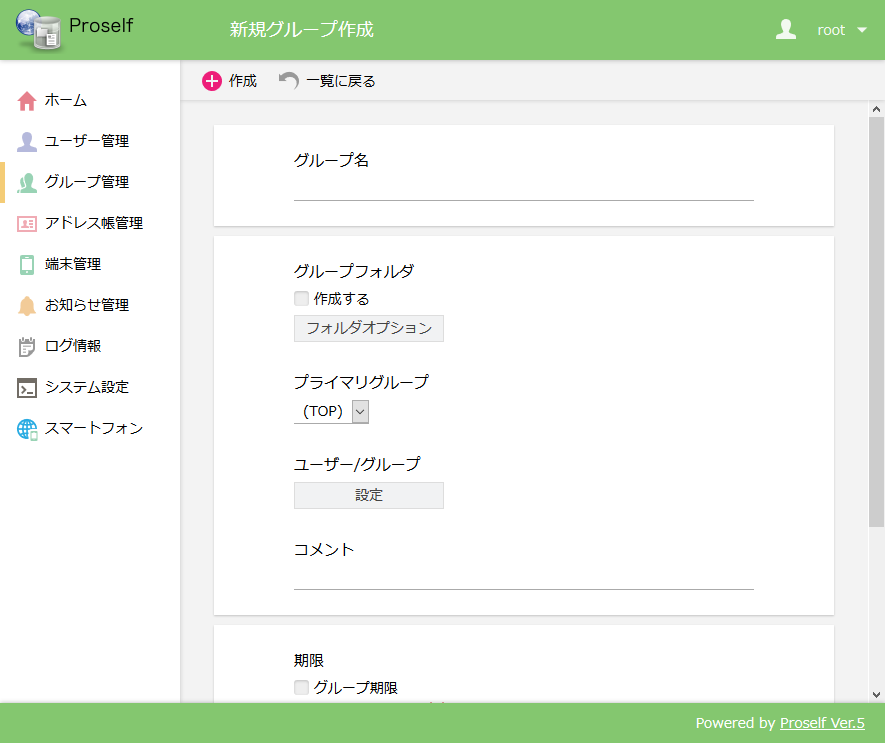 Proself
新規グループ作成
root
ホーム
ユーザー管理
グループ管理
アドレス帳管理
端末管理
お知らせ管理
ログ情報
システム設定
スマートフォン
作成
一覧に戻る
グループ名
グループフォルダ
作成する
フォルダオプション
プライマリグループ
(TOP)
ユーザー/グループ
設定
コメント
期限
グループ期限
Powered by Proself Ver.5